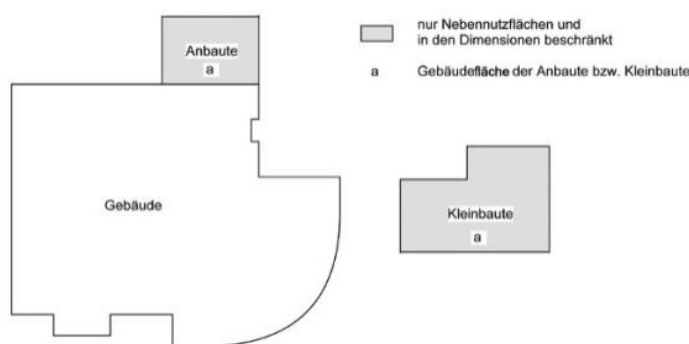 Anbaute
a
nur Nebennutzflächen und
in den Dimensionen beschränkt
a Gebäudefläche der Anbaute bzw. Kleinbaute
Gebäude
Kleinbaute
a